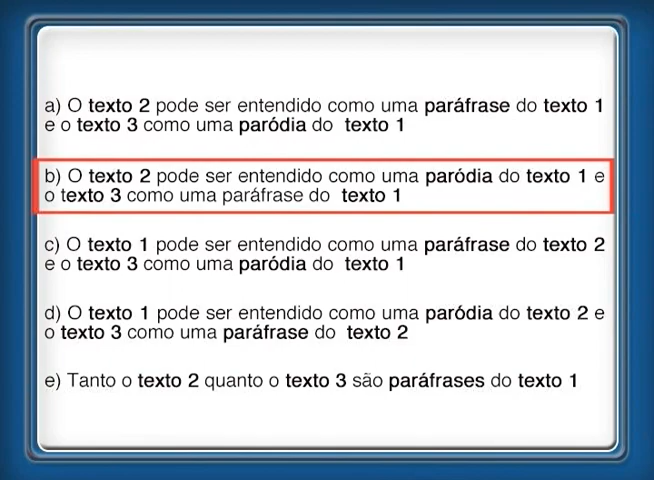 a) O texto 2 pode ser entendido como uma paráfrase do texto 1
e o texto 3 como uma paródia do texto 1
b) O texto 2 pode ser entendido como uma paródia do texto 1 e
o texto 3 como uma paráfrase do texto 1
c) O texto 1 pode ser entendido como uma paráfrase do texto 2
e o texto 3 como uma paródia do texto 1
d) O texto 1 pode ser entendido como uma paródia do texto 2 e
o texto 3 como uma paráfrase do texto 2
e) Tanto o texto 2 quanto o texto 3 são paráfrases do texto 1